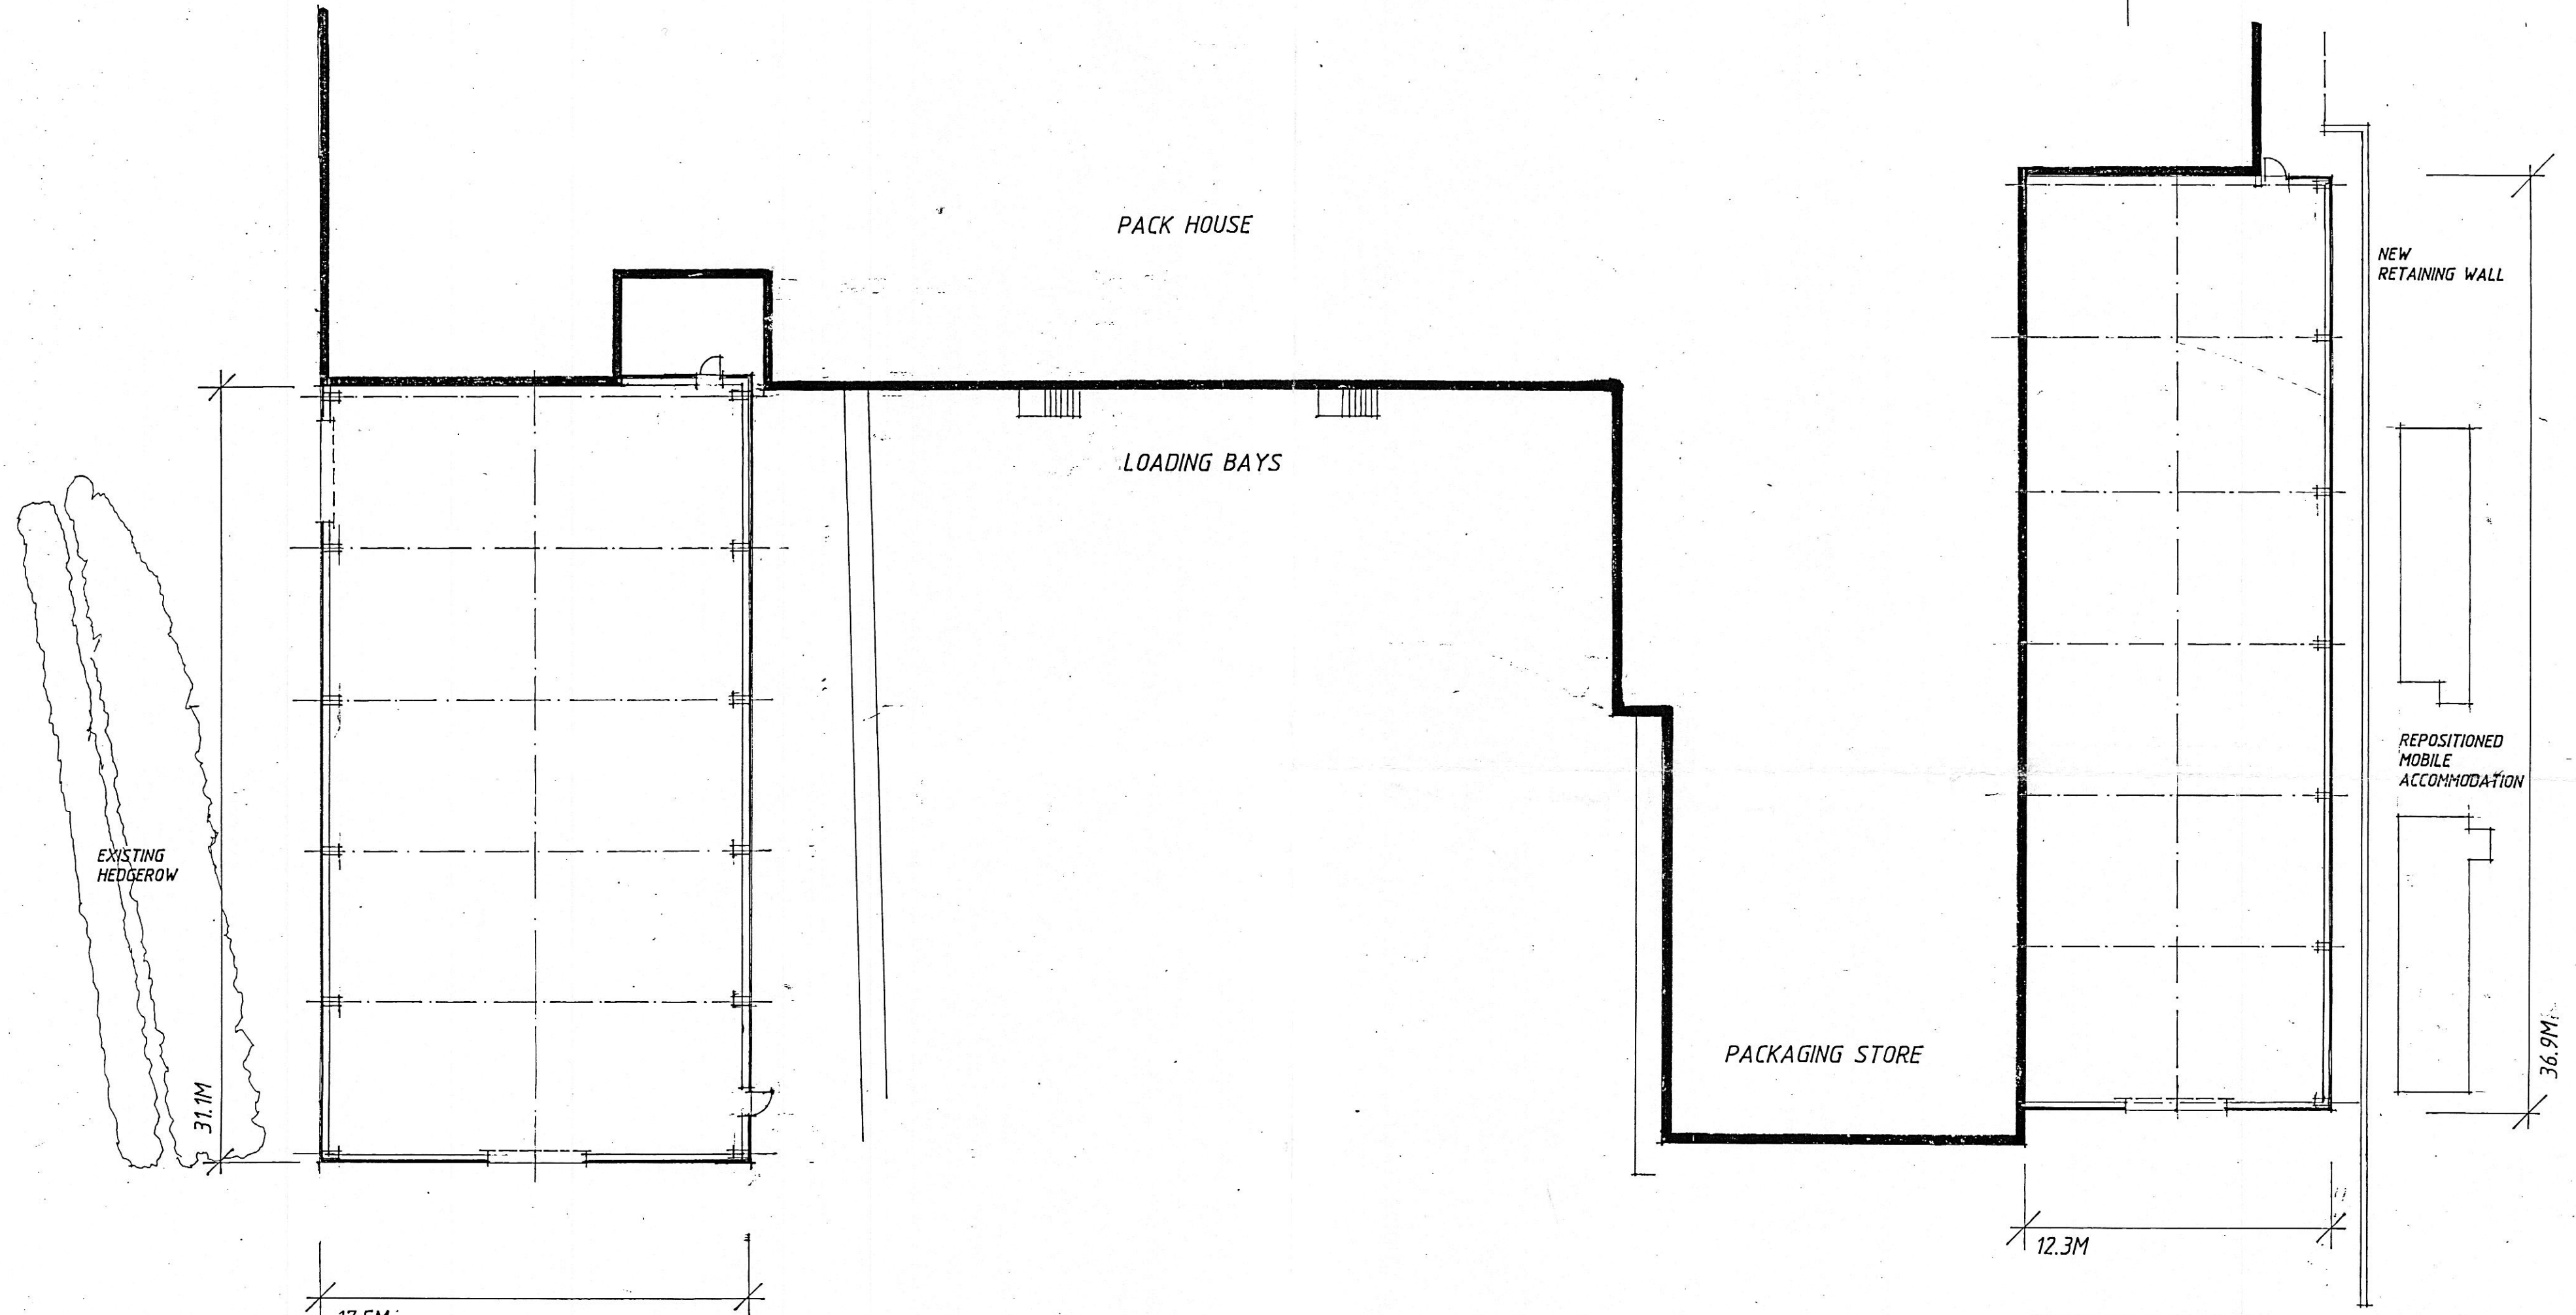 PACK HOUSE
NEW
RETAINING WALL
LOADING BAYS
REPOSITIONED
MOBILE
ACCOMMODATION
EXISTING
HEDGEROW
31.1M
PACKAGING STORE
36.9M
12.3M